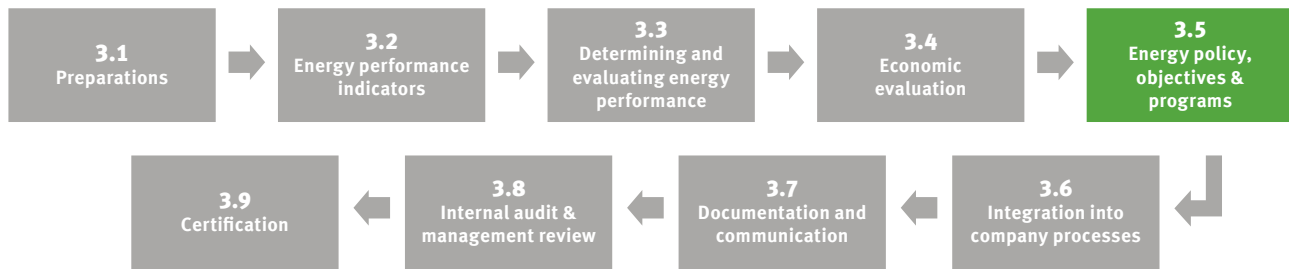 3.1
Preparations
3.2
Energy performance
indicators
3.3
Determining and
evaluating energy
performance
3.4
Economic
evaluation
3.5
Energy policy,
objectives &
programs
3.6
Integration into
company processes
3.7
Documentation and
communication
3.8
Internal audit &
management review
3.9
Certification